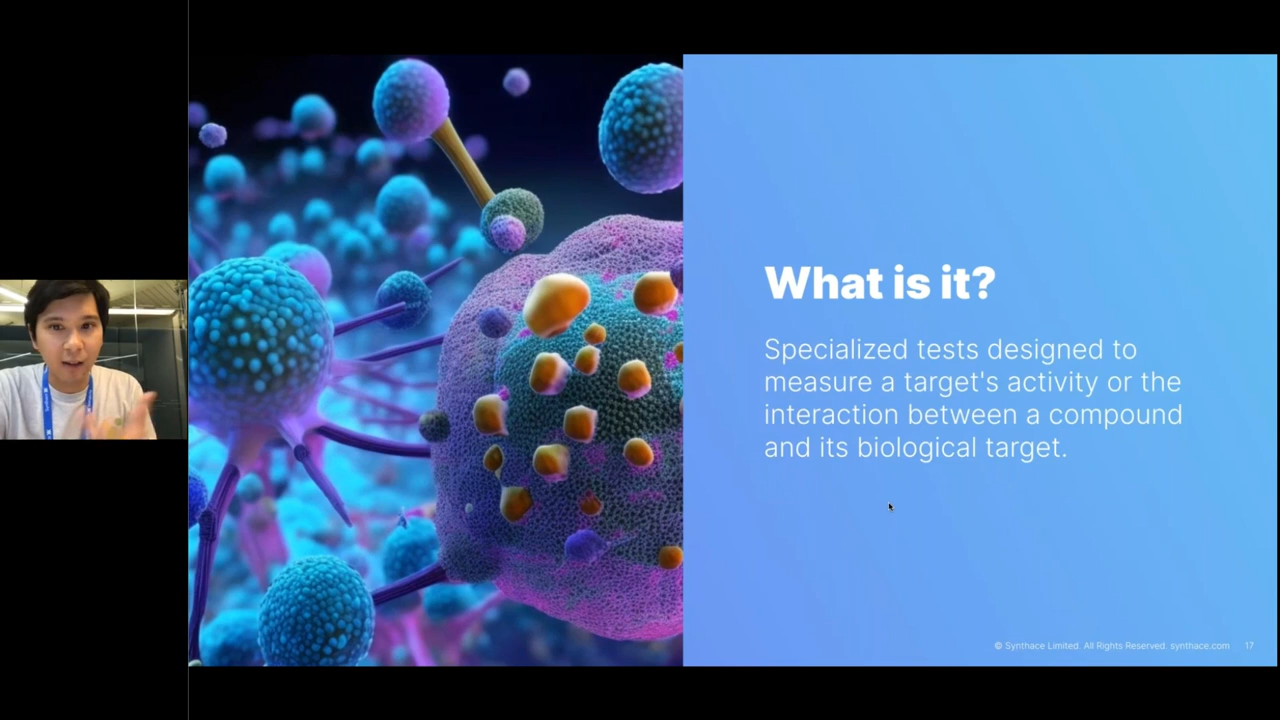 What is it?
Specialized tests designed to
measure a target's activity or the
interaction between a compound
and its biological target.
© Synthace Limited. All Rights Reserved. synthace.com 17